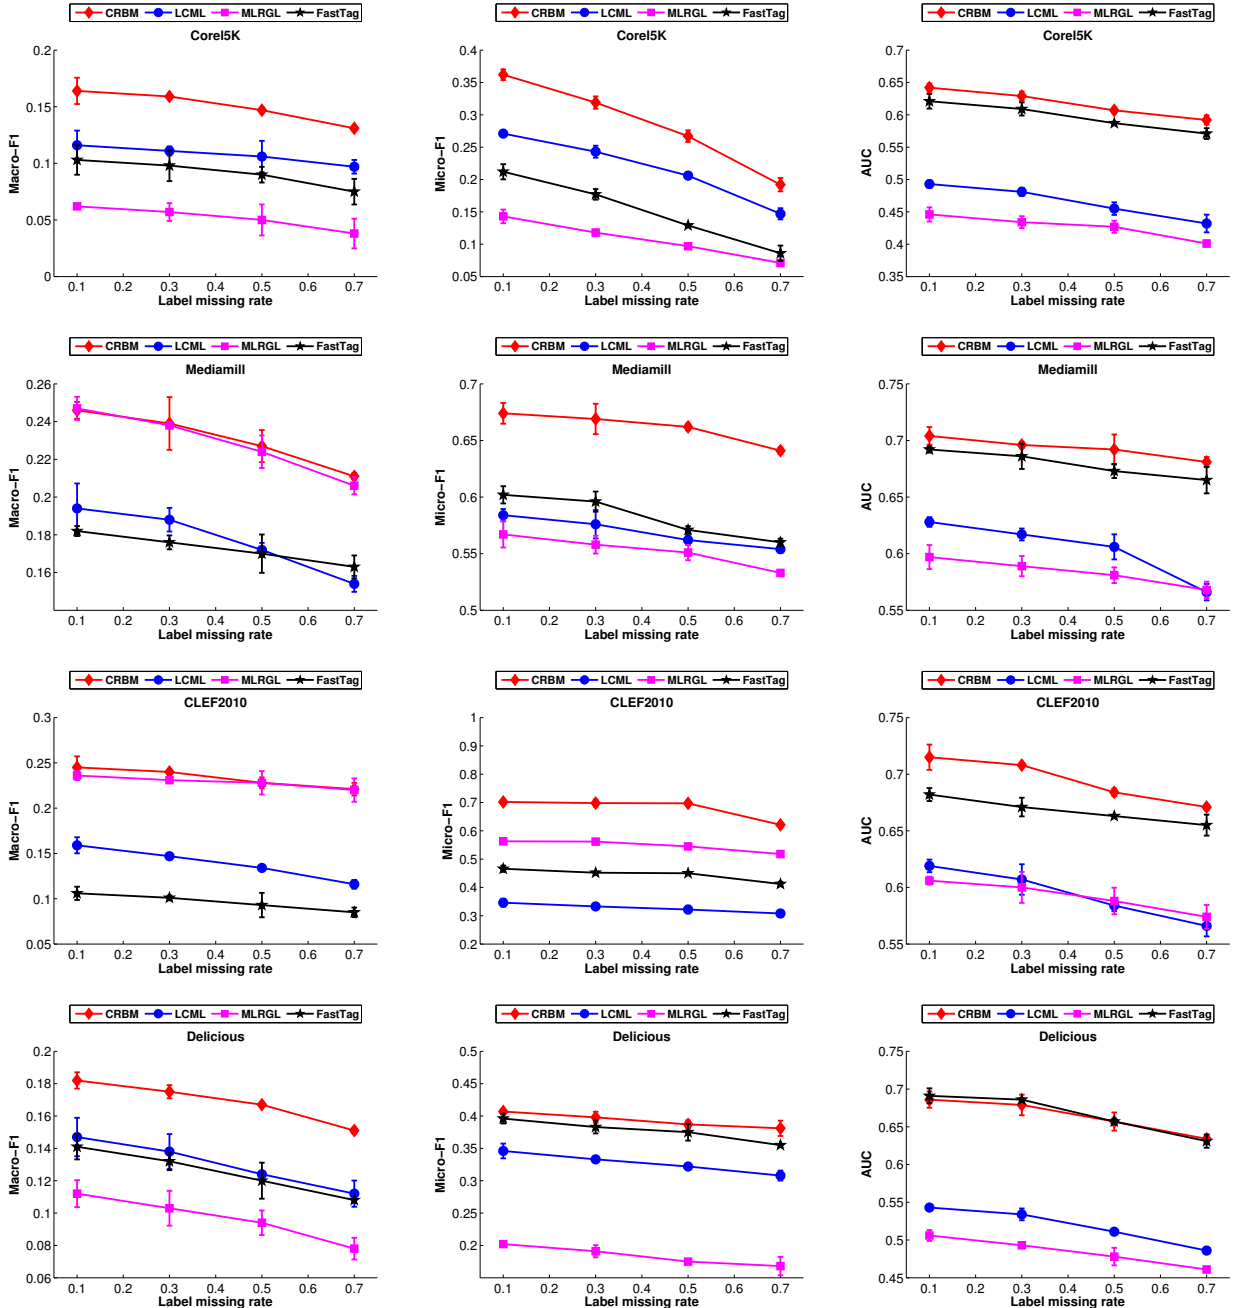 CRBM LCML MLRGL FastTag
Corel5K
0.2
0.15
0.1
0.05
0
Macro−F1
0.1 0.2 0.3 0.4 0.5 0.6 0.7
Label missing rate
CRBM LCML MLRGL FastTag
Corel5K
0.4
0.35
0.3
0.25
0.2
0.15
0.1
0.05
Micro−F1
0.1 0.2 0.3 0.4 0.5 0.6 0.7
Label missing rate
CRBM LCML MLRGL FastTag
Corel5K
0.7
0.65
0.6
0.55
0.5
0.45
0.4
0.35
AUC
0.1 0.2 0.3 0.4 0.5 0.6 0.7
Label missing rate
CRBM LCML MLRGL FastTag
Mediamill
0.26
0.24
0.22
0.2
0.18
0.16
Macro−F1
0.1 0.2 0.3 0.4 0.5 0.6 0.7
Label missing rate
CRBM LCML MLRGL FastTag
Mediamill
0.7
0.65
0.6
0.55
0.5
Micro−F1
0.1 0.2 0.3 0.4 0.5 0.6 0.7
Label missing rate
CRBM LCML MLRGL FastTag
Mediamill
0.75
0.7
0.65
0.6
0.55
AUC
0.1 0.2 0.3 0.4 0.5 0.6 0.7
Label missing rate
CRBM LCML MLRGL FastTag
CLEF2010
0.3
0.25
0.2
0.15
0.1
0.05
Macro−F1
0.1 0.2 0.3 0.4 0.5 0.6 0.7
Label missing rate
CRBM LCML MLRGL FastTag
CLEF2010
1
0.9
0.8
0.7
0.6
0.5
0.4
0.3
0.2
Micro−F1
0.1 0.2 0.3 0.4 0.5 0.6 0.7
Label missing rate
CRBM LCML MLRGL FastTag
CLEF2010
0.75
0.7
0.65
0.6
0.55
AUC
0.1 0.2 0.3 0.4 0.5 0.6 0.7
Label missing rate
CRBM LCML MLRGL FastTag
Delicious
0.2
0.18
0.16
0.14
0.12
0.1
0.08
0.06
Macro−F1
0.1 0.2 0.3 0.4 0.5 0.6 0.7
Label missing rate
CRBM LCML MLRGL FastTag
Delicious
0.5
0.45
0.4
0.35
0.3
0.25
0.2
Micro−F1
0.1 0.2 0.3 0.4 0.5 0.6 0.7
Label missing rate
CRBM LCML MLRGL FastTag
Delicious
0.75
0.7
0.65
0.6
0.55
0.5
0.45
AUC
0.1 0.2 0.3 0.4 0.5 0.6 0.7
Label missing rate